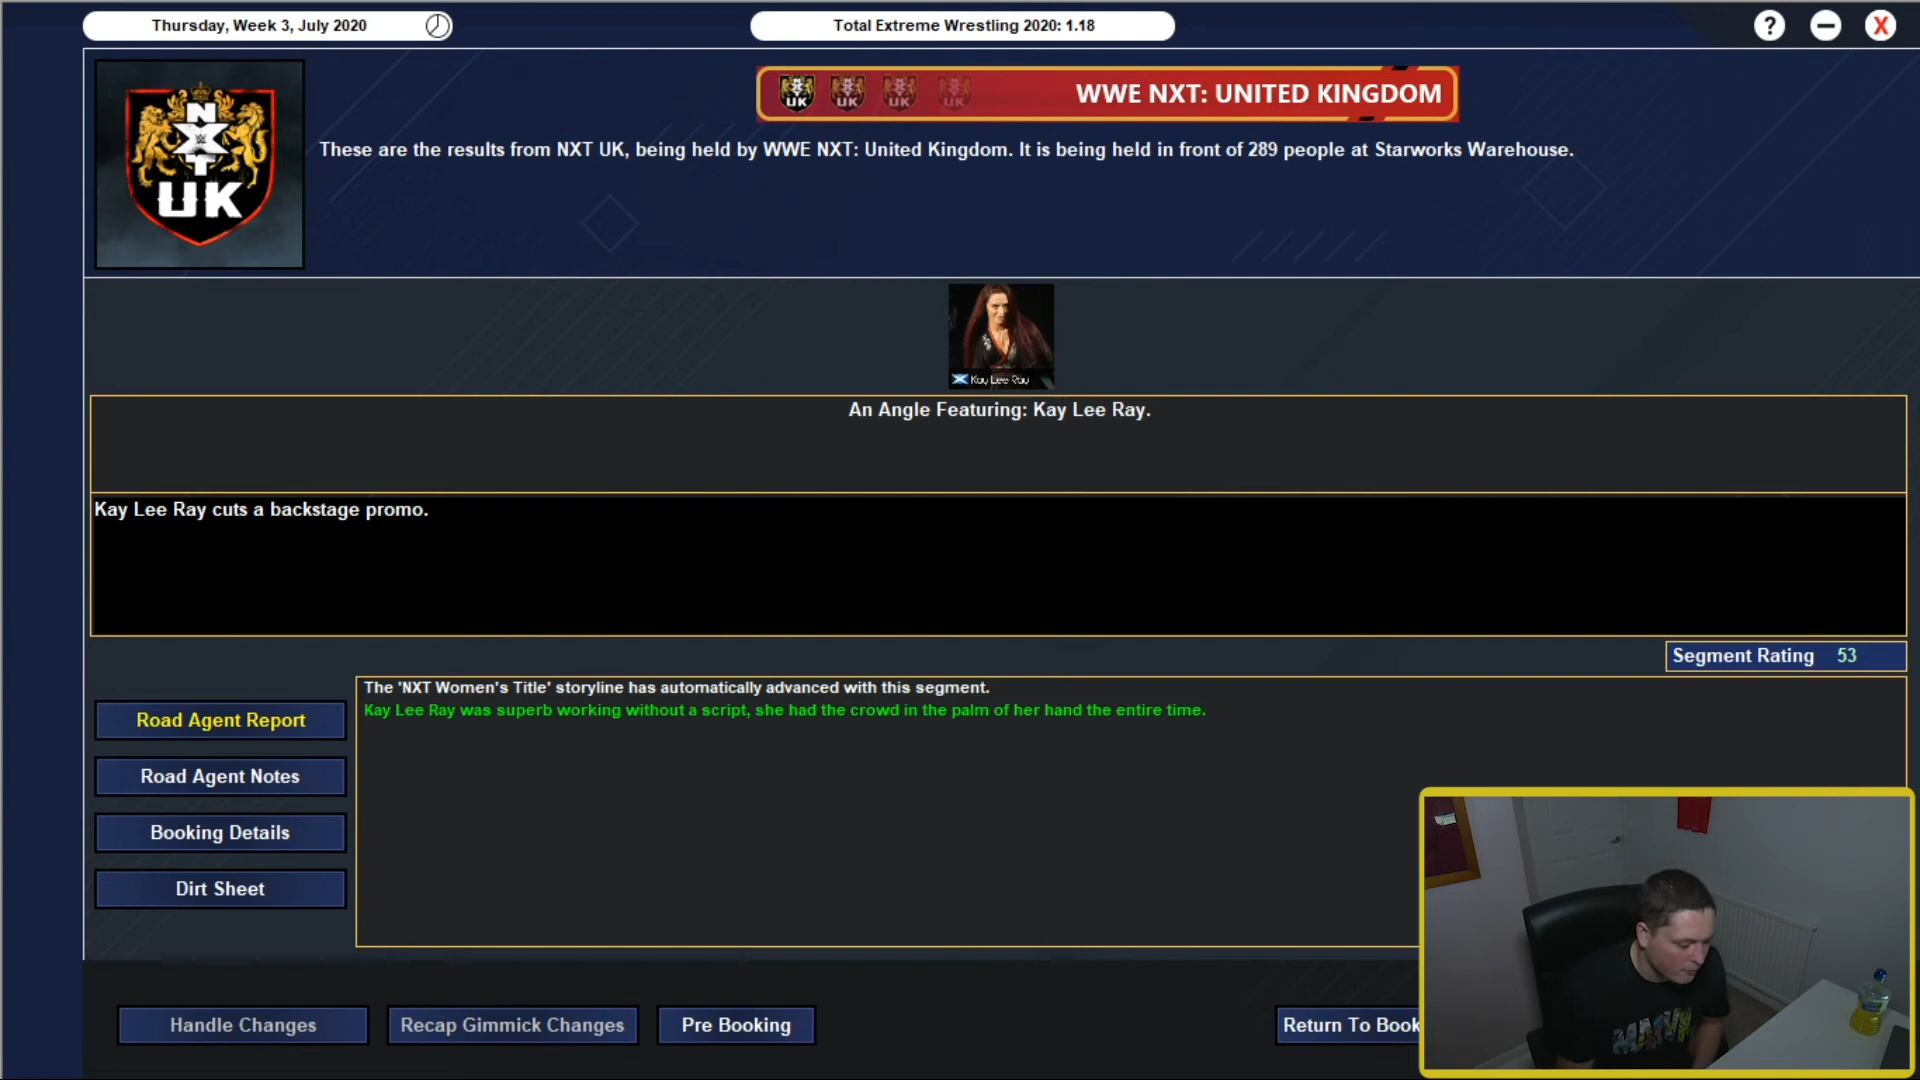 Thursday, Week 3, July 2020
Total Extreme Wrestling 2020: 1.18
?
X
NXT
UK
UK
UK
UK
UK
WWE NXT: UNITED KINGDOM
These are the results from NXT UK, being held by WWE NXT: United Kingdom. It is being held in front of 289 people at Starworks Warehouse.
Kay Lee Ray
An Angle Featuring: Kay Lee Ray.
Kay Lee Ray cuts a backstage promo.
Segment Rating 53
The 'NXT Women's Title' storyline has automatically advanced with this segment.
Kay Lee Ray was superb working without a script, she had the crowd in the palm of her hand the entire time.
Road Agent Report
Road Agent Notes
Booking Details
Dirt Sheet
Handle Changes
Recap Gimmick Changes
Pre Booking
Return To Book